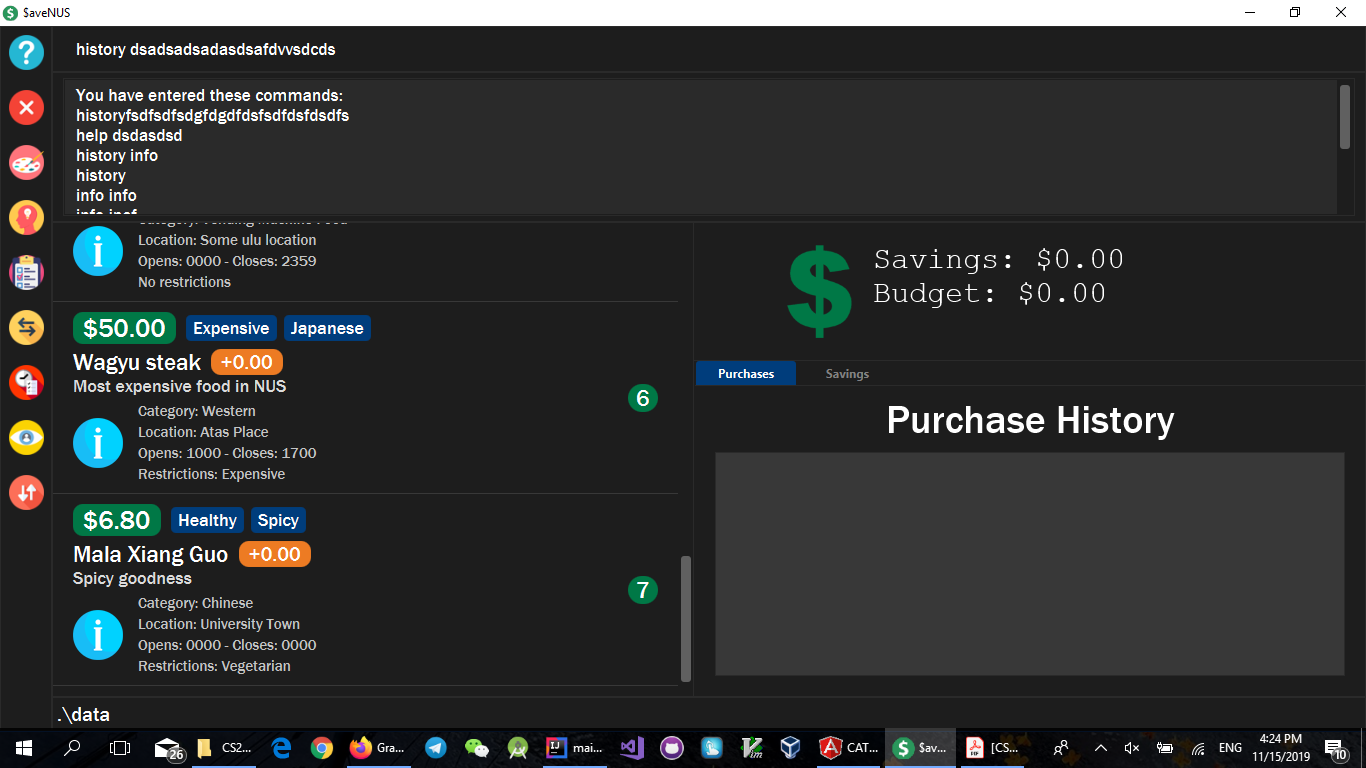 $aveNUS
history dsadsadsadasdsafdvvsdcds
You have entered these commands:
historyfsdfsdfsdgfdgdfdsfsdfdsfdsdfs
help dsdasdsd
history info
history
info info
Location: Some ulu location
Opens: 0000 - Closes: 2359
No restrictions
$50.00 Expensive Japanese
Wagyu steak +0.00
Most expensive food in NUS
6
Category: Western
Location: Atas Place
Opens: 1000 - Closes: 1700
Restrictions: Expensive
$6.80 Healthy Spicy
Mala Xiang Guo +0.00
Spicy goodness
7
Category: Chinese
Location: University Town
Opens: 0000 - Closes: 0000
Restrictions: Vegetarian
Savings: $0.00
Budget: $0.00
Purchases Savings
Purchase History
.\data
26 CS2... Gra... mai... CAT... $av... [CS... ENG 4:24 PM
11/15/2019 10